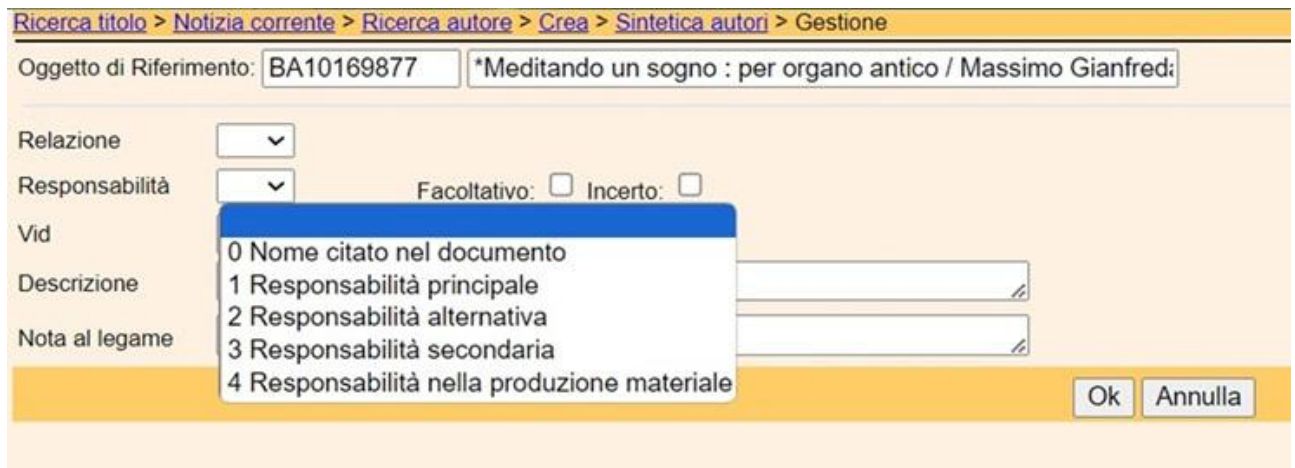 Ricerca titolo > Notizia corrente > Ricerca autore > Crea > Sintetica autori > Gestione
Oggetto di Riferimento: BA10169877 *Meditando un sogno : per organo antico / Massimo Gianfreda
Relazione
Responsabilità Facoltativo: Incerto:
Vid
0 Nome citato nel documento
Descrizione
1 Responsabilità principale
2 Responsabilità alternativa
Nota al legame
3 Responsabilità secondaria
4 Responsabilità nella produzione materiale
Ok Annulla